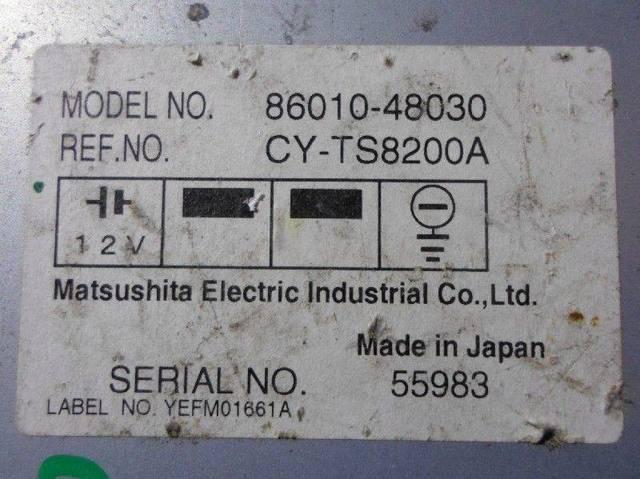 MODEL NO. 86010-48030
REF.NO. CY-TS8200A
12V
Matsushita Electric Industrial Co.,Ltd.
Made in Japan
SERIAL NO. 55983
LABEL NO. YEFM01661A